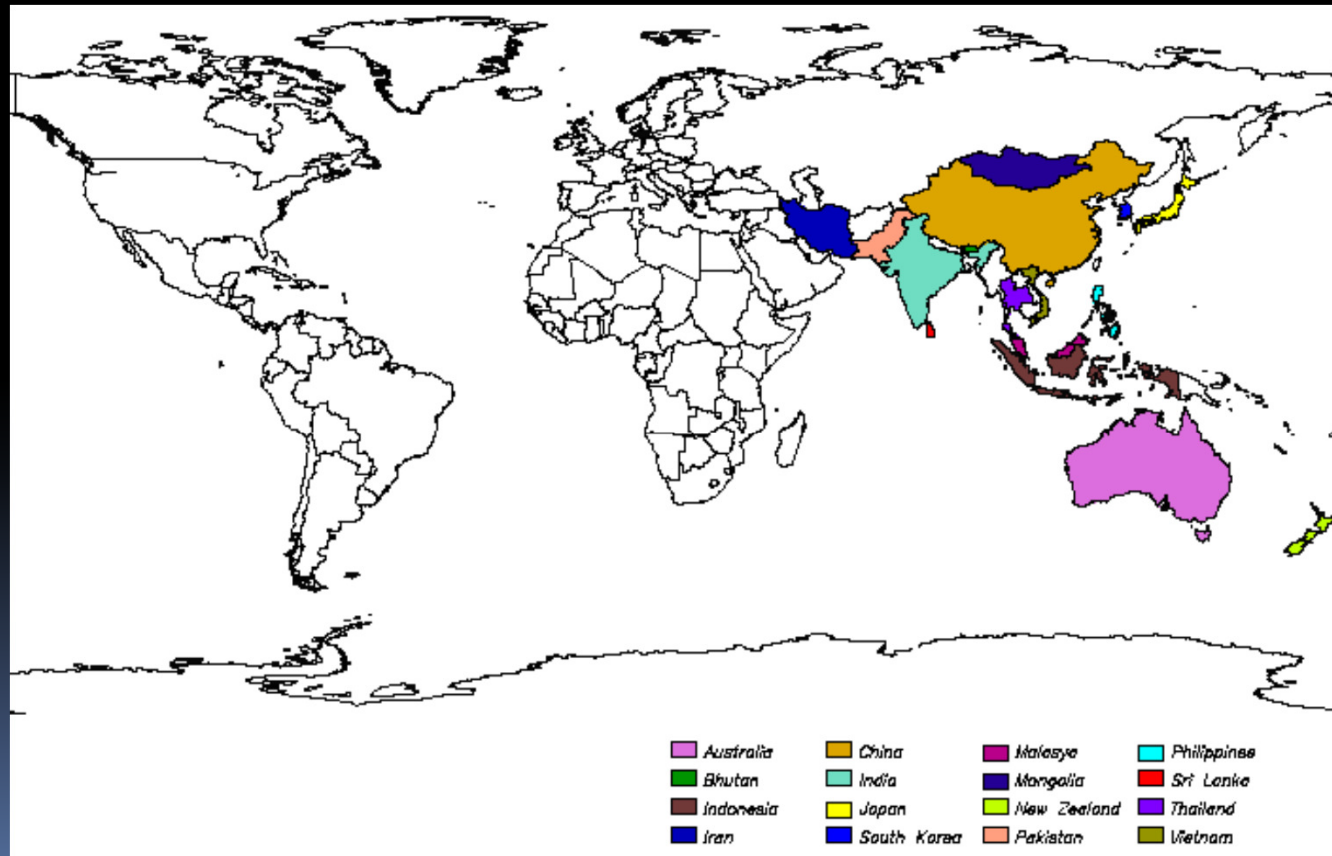 Australia
China
Malasya
Philippines
Bhutan
India
Mongolia
Sri Lanka
Indonesia
Japan
New Zealand
Thailand
Iran
South Korea
Pakistan
Vietnam